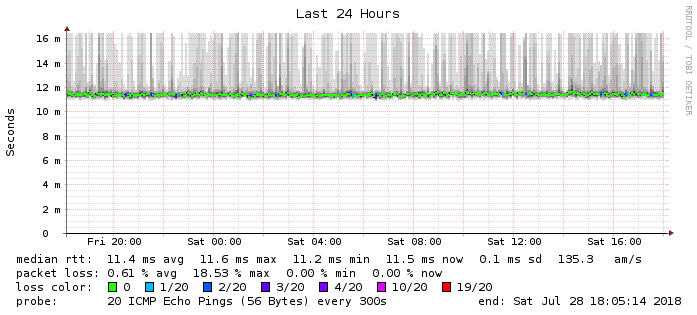 Last 24 Hours
RRDTOOL / TOBI OETIKER
Seconds
16 m
14 m
12 m
10 m
8 m
6 m
4 m
2 m
0
Fri 20:00 Sat 00:00 Sat 04:00 Sat 08:00 Sat 12:00 Sat 16:00
median rtt: 11.4 ms avg 11.6 ms max 11.2 ms min 11.5 ms now 0.1 ms sd 135.3 am/s
packet loss: 0.61 % avg 18.53 % max 0.00 % min 0.00 % now
loss color: 0 1/20 2/20 3/20 4/20 10/20 19/20
probe: 20 ICMP Echo Pings (56 Bytes) every 300s end: Sat Jul 28 18:05:14 2018